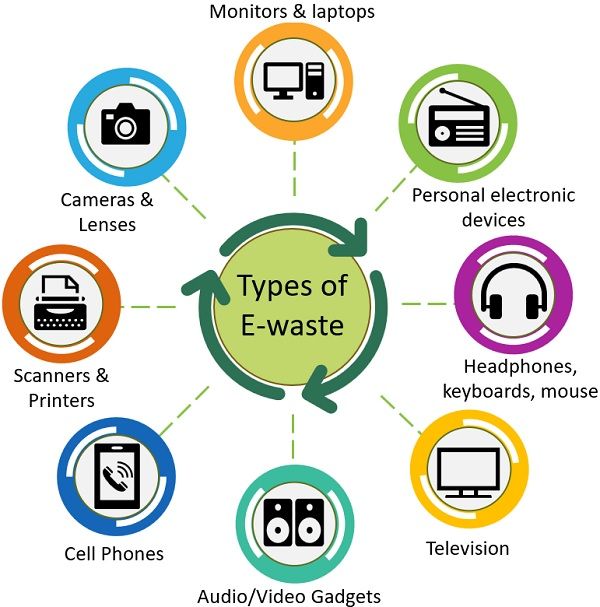 Monitors & laptops
Cameras &
Lenses
Personal electronic
devices
Types of
E-waste
Scanners &
Printers
Headphones,
keyboards, mouse
Cell Phones
Television
Audio/Video Gadgets